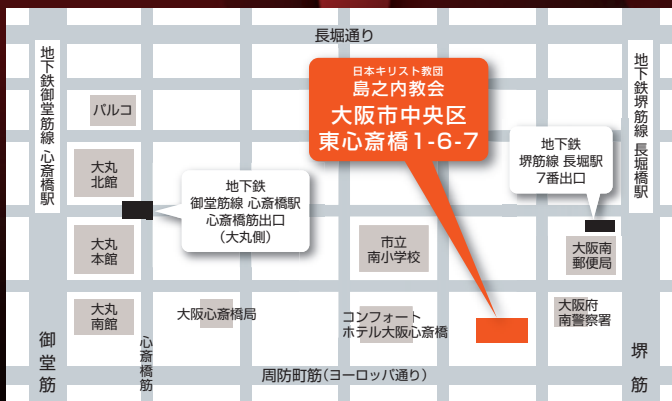 長堀通り
地下鉄御堂筋線 心斎橋駅
地下鉄堺筋線 長堀橋駅
日本キリスト教団
島之内教会
大阪市中央区
東心斎橋1-6-7
パルコ
大丸
北館
地下鉄
御堂筋線 心斎橋駅
心斎橋筋出口
(大丸側)
地下鉄
堺筋線 長堀駅
7番出口
大丸
本館
市立
南小学校
大阪南
郵便局
大丸
南館
大阪心斎橋局
コンフォート
ホテル大阪心斎橋
大阪府
南警察署
御堂筋
心斎橋筋
周防町筋(ヨーロッパ通り)
堺筋